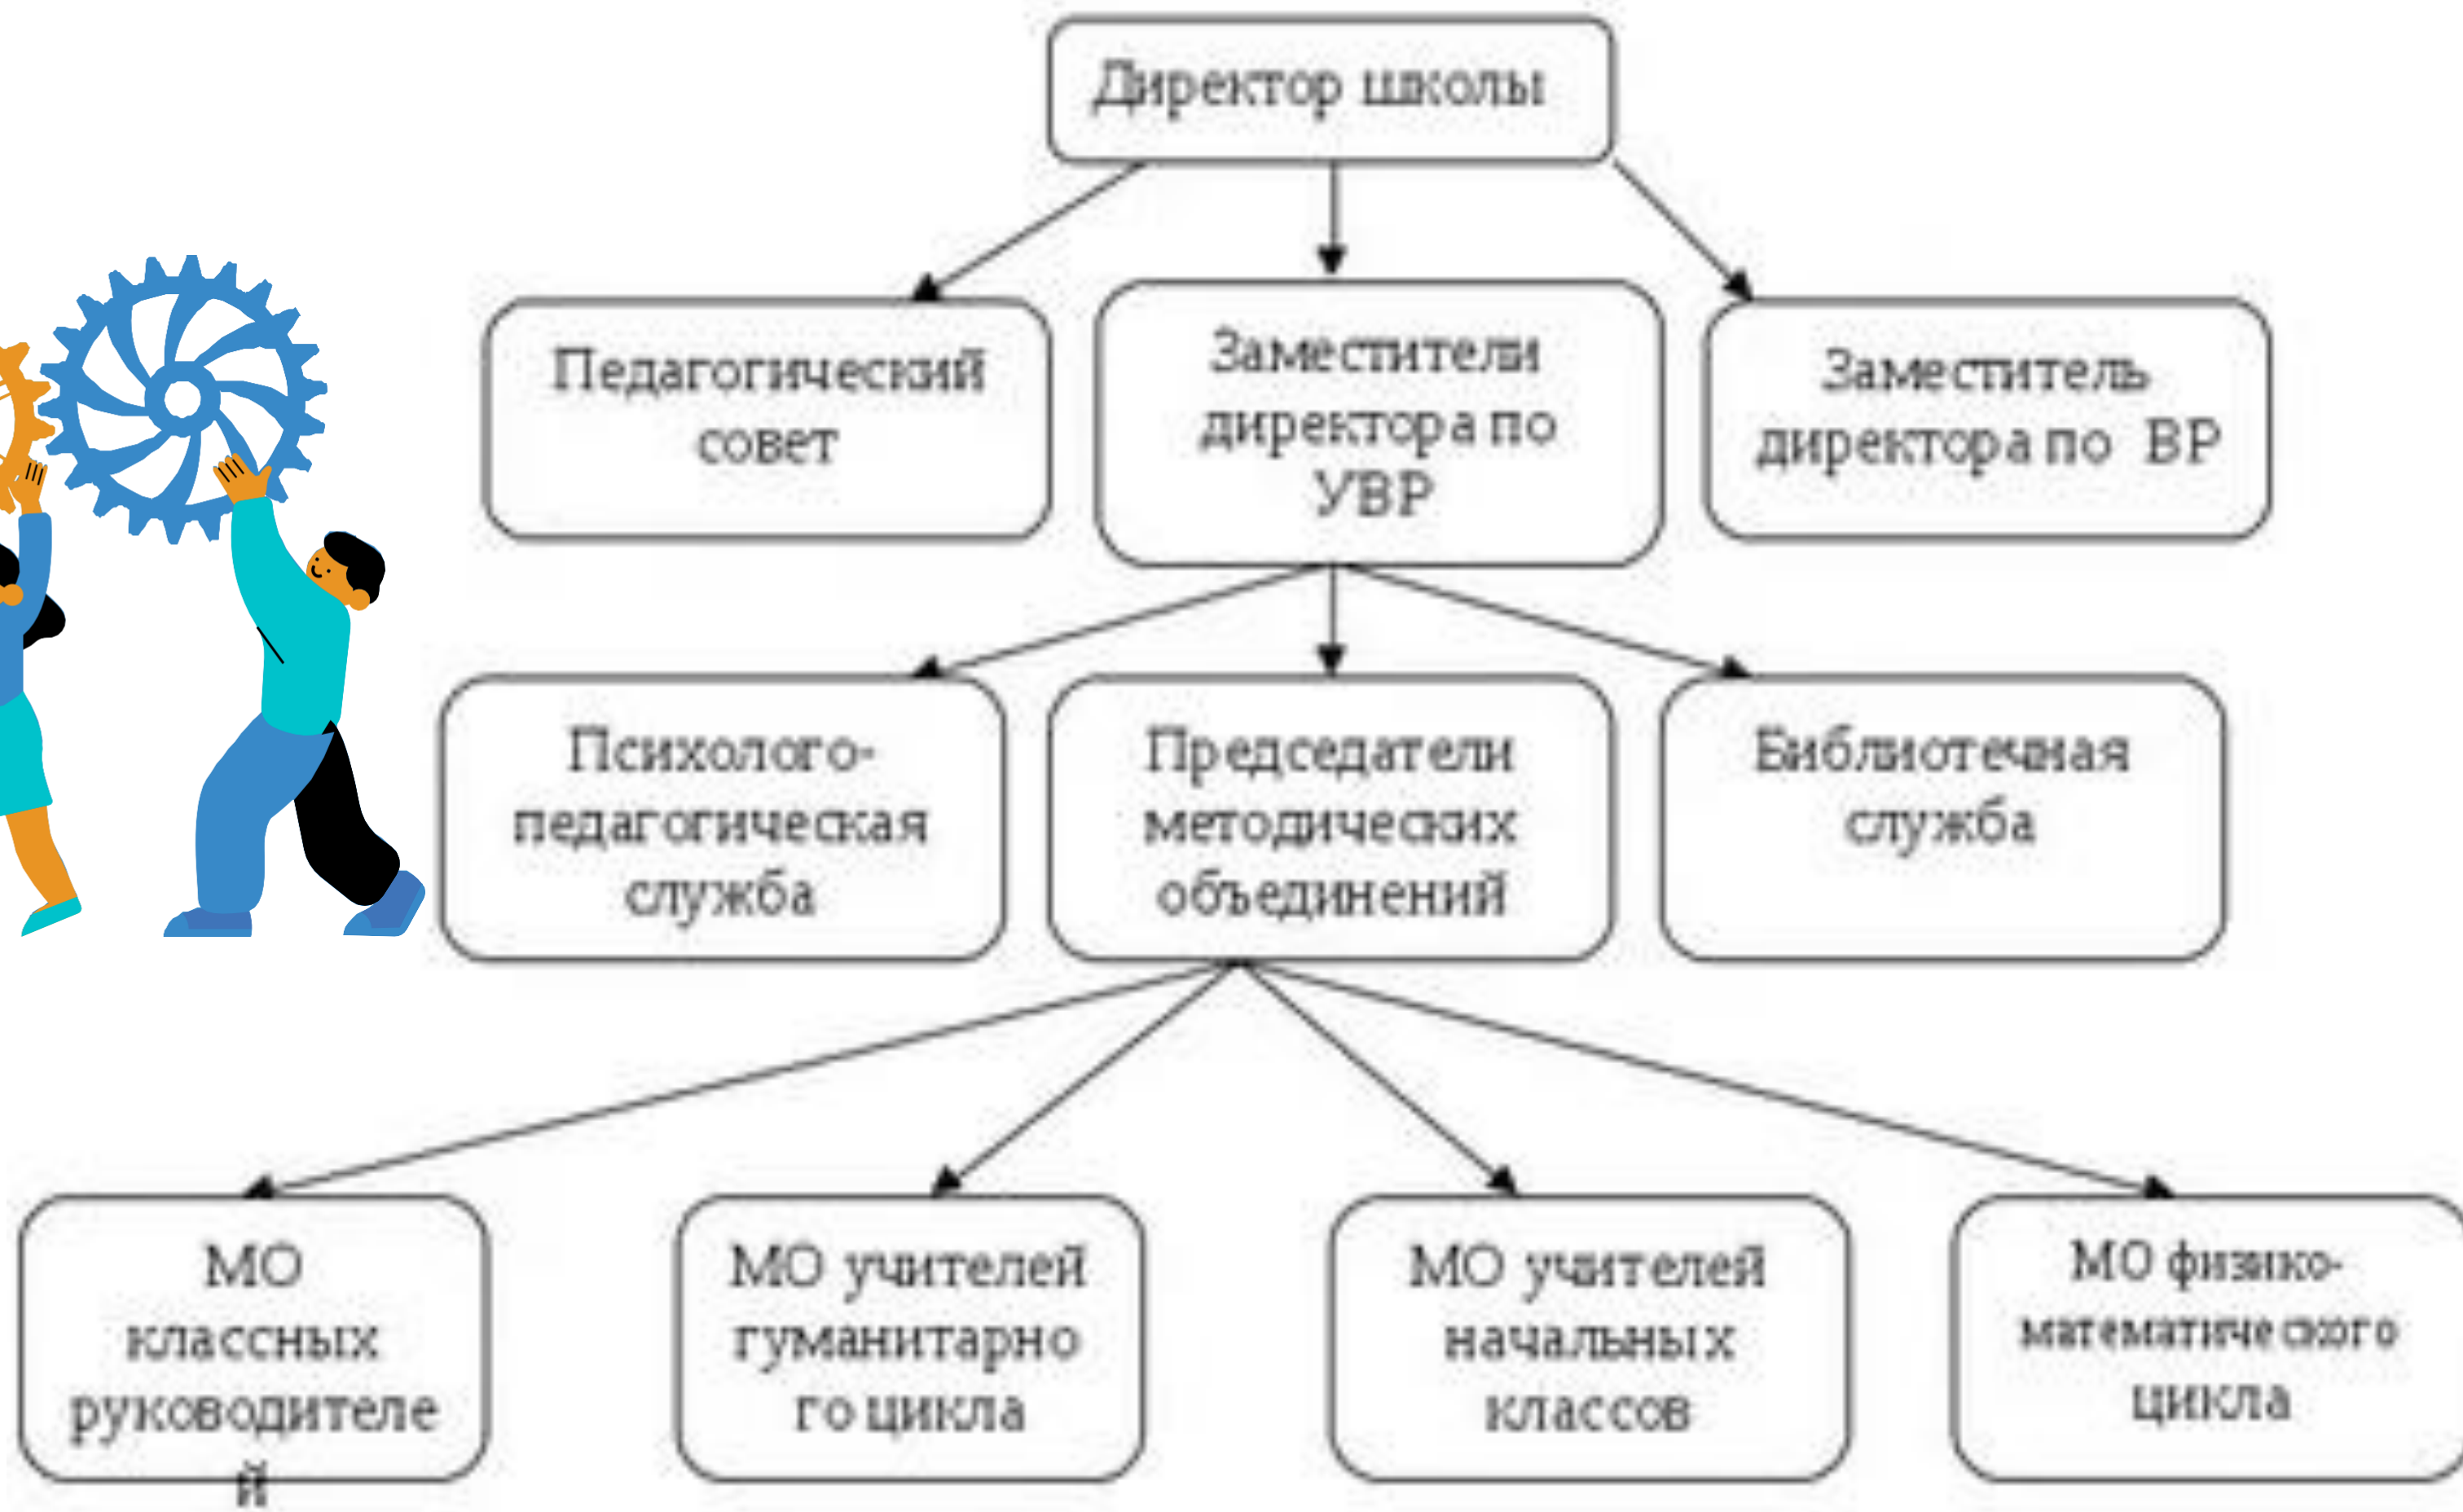 Директор школы
Педагогический
совет
Заместители
директора по
УВР
Заместитель
директора по ВР
Психолого-
педагогическая
служба
Председатели
методических
объединений
Библиотечная
служба
МО
классных
руководителе
й
МО учителей
гуманитарно
го цикла
МО учителей
начальных
классов
МО физико-
математического
цикла